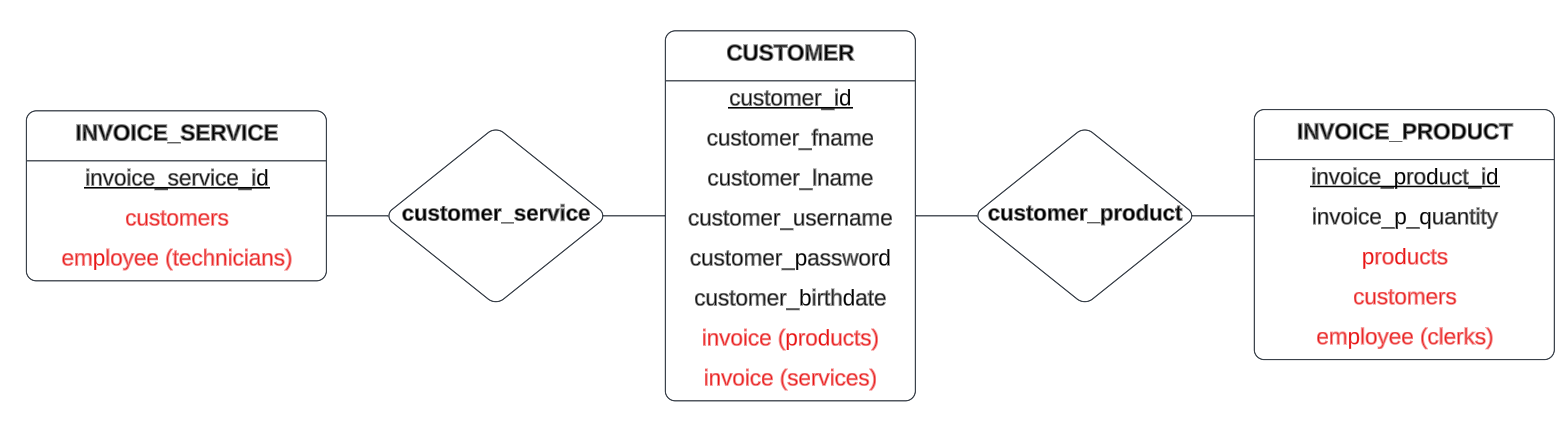 INVOICE_SERVICE
invoice_service_id
customers
employee (technicians)
customer_service
CUSTOMER
customer_id
customer_fname
customer_lname
customer_username
customer_password
customer_birthdate
invoice (products)
invoice (services)
customer_product
INVOICE_PRODUCT
invoice_product_id
invoice_p_quantity
products
customers
employee (clerks)